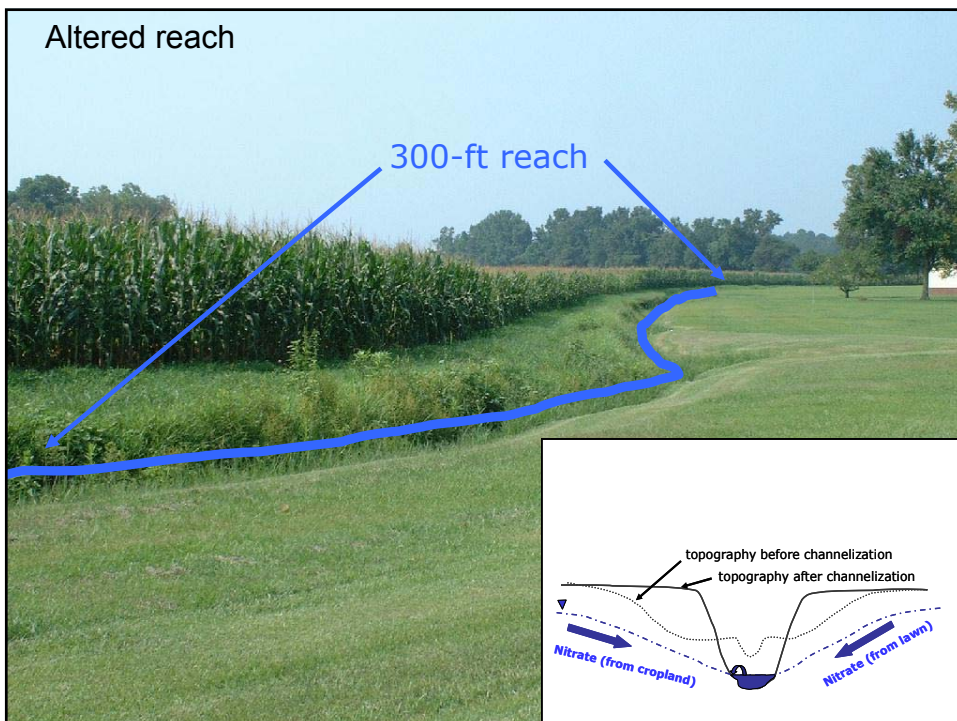 Altered reach
300-ft reach
topography before channelization
topography after channelization
Nitrate (from cropland)
Nitrate (from lawn)